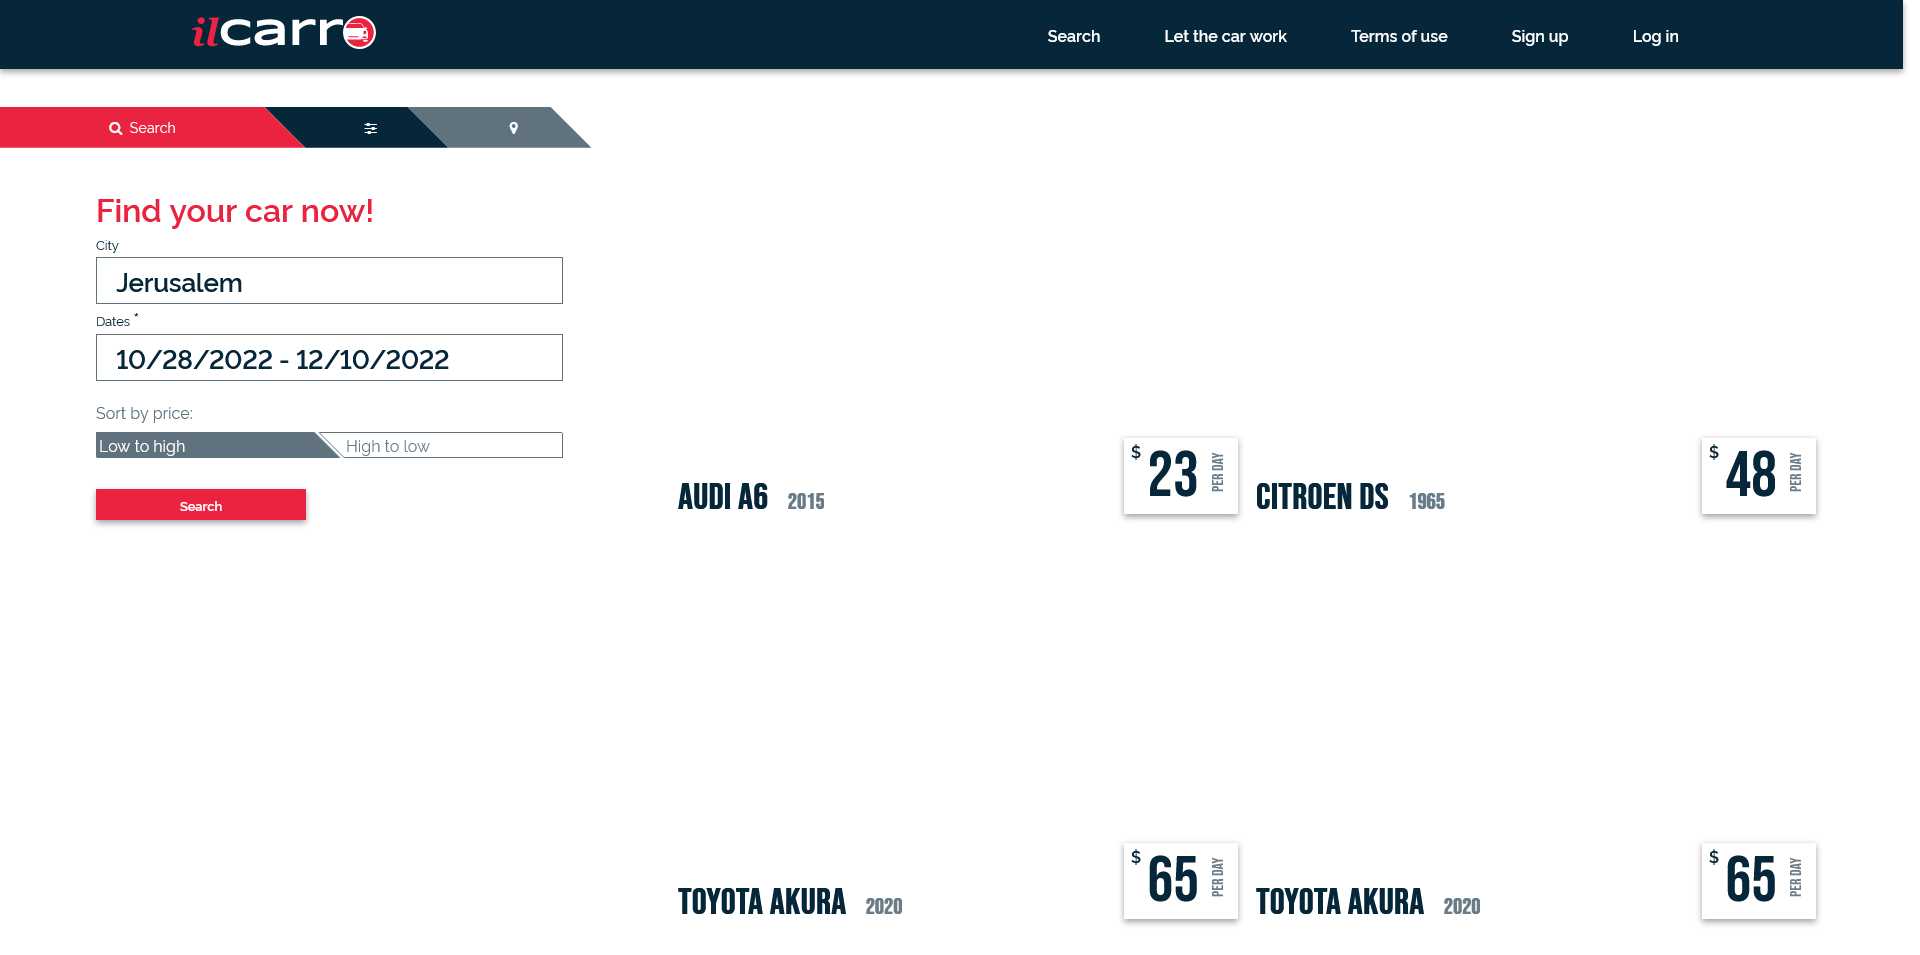 ilcarro
Search
Let the car work
Terms of use
Sign up
Log in
Search
Find your car now!
City
Jerusalem
Dates *
10/28/2022 - 12/10/2022
Sort by price:
Low to high
High to low
Search
AUDI A6 2015
$ 23 PER DAY
CITROEN DS 1965
$ 48 PER DAY
TOYOTA AKURA 2020
$ 65 PER DAY
TOYOTA AKURA 2020
$ 65 PER DAY